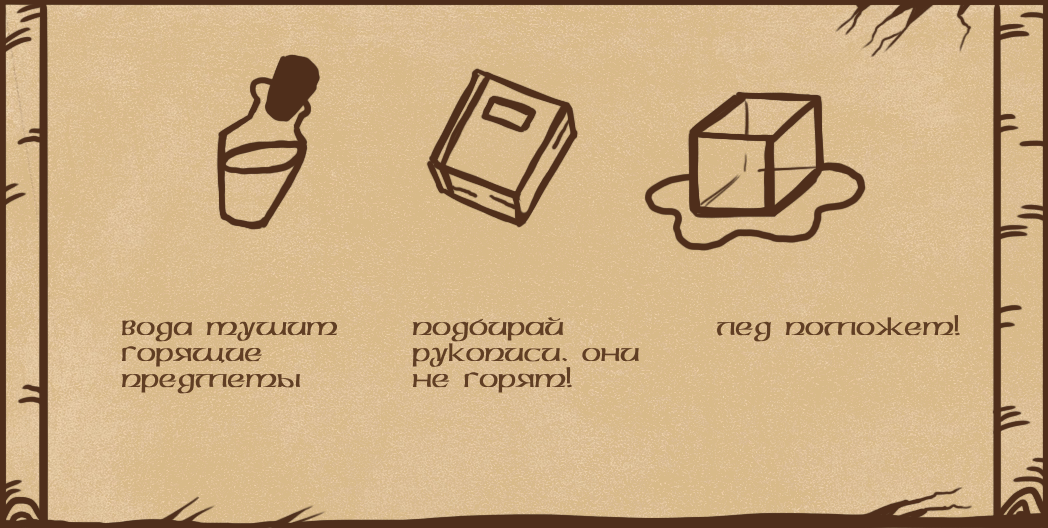 вода тушит
горящие
предметы
подбирай
рукописи. они
не горят!
лед поможет!